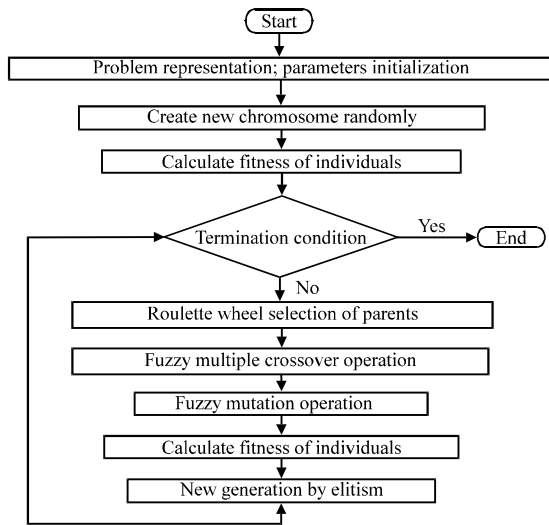 Start
Problem representation; parameters initialization
Create new chromosome randomly
Calculate fitness of individuals
Termination condition
Yes
End
No
Roulette wheel selection of parents
Fuzzy multiple crossover operation
Fuzzy mutation operation
Calculate fitness of individuals
New generation by elitism